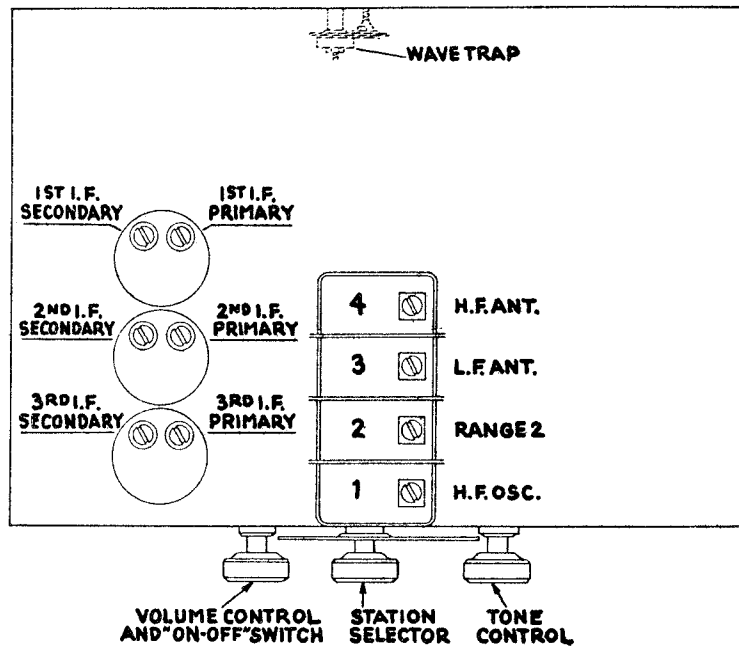 WAVE TRAP
1ST I.F.
SECONDARY
1ST I.F.
PRIMARY
2ND I.F.
SECONDARY
2ND I.F.
PRIMARY
3RD I.F.
SECONDARY
3RD I.F.
PRIMARY
4 H.F. ANT.
3 L.F. ANT.
2 RANGE 2
1 H.F. OSC.
VOLUME CONTROL
AND "ON-OFF" SWITCH
STATION
SELECTOR
TONE
CONTROL